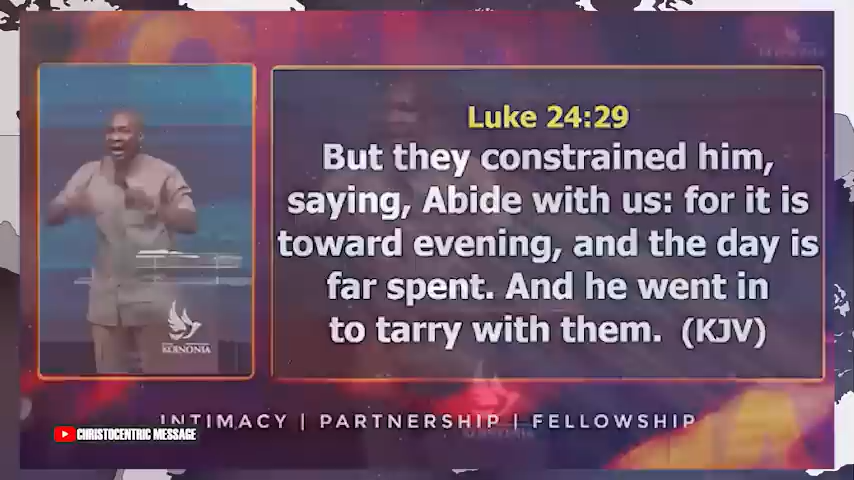 Luke 24:29
But they constrained him,
saying, Abide with us: for it is
toward evening, and the day is
far spent. And he went in
to tarry with them. (KJV)
KOINONIA
INTIMACY | PARTNERSHIP | FELLOWSHIP
CHRISTOCENTRIC MESSAGE